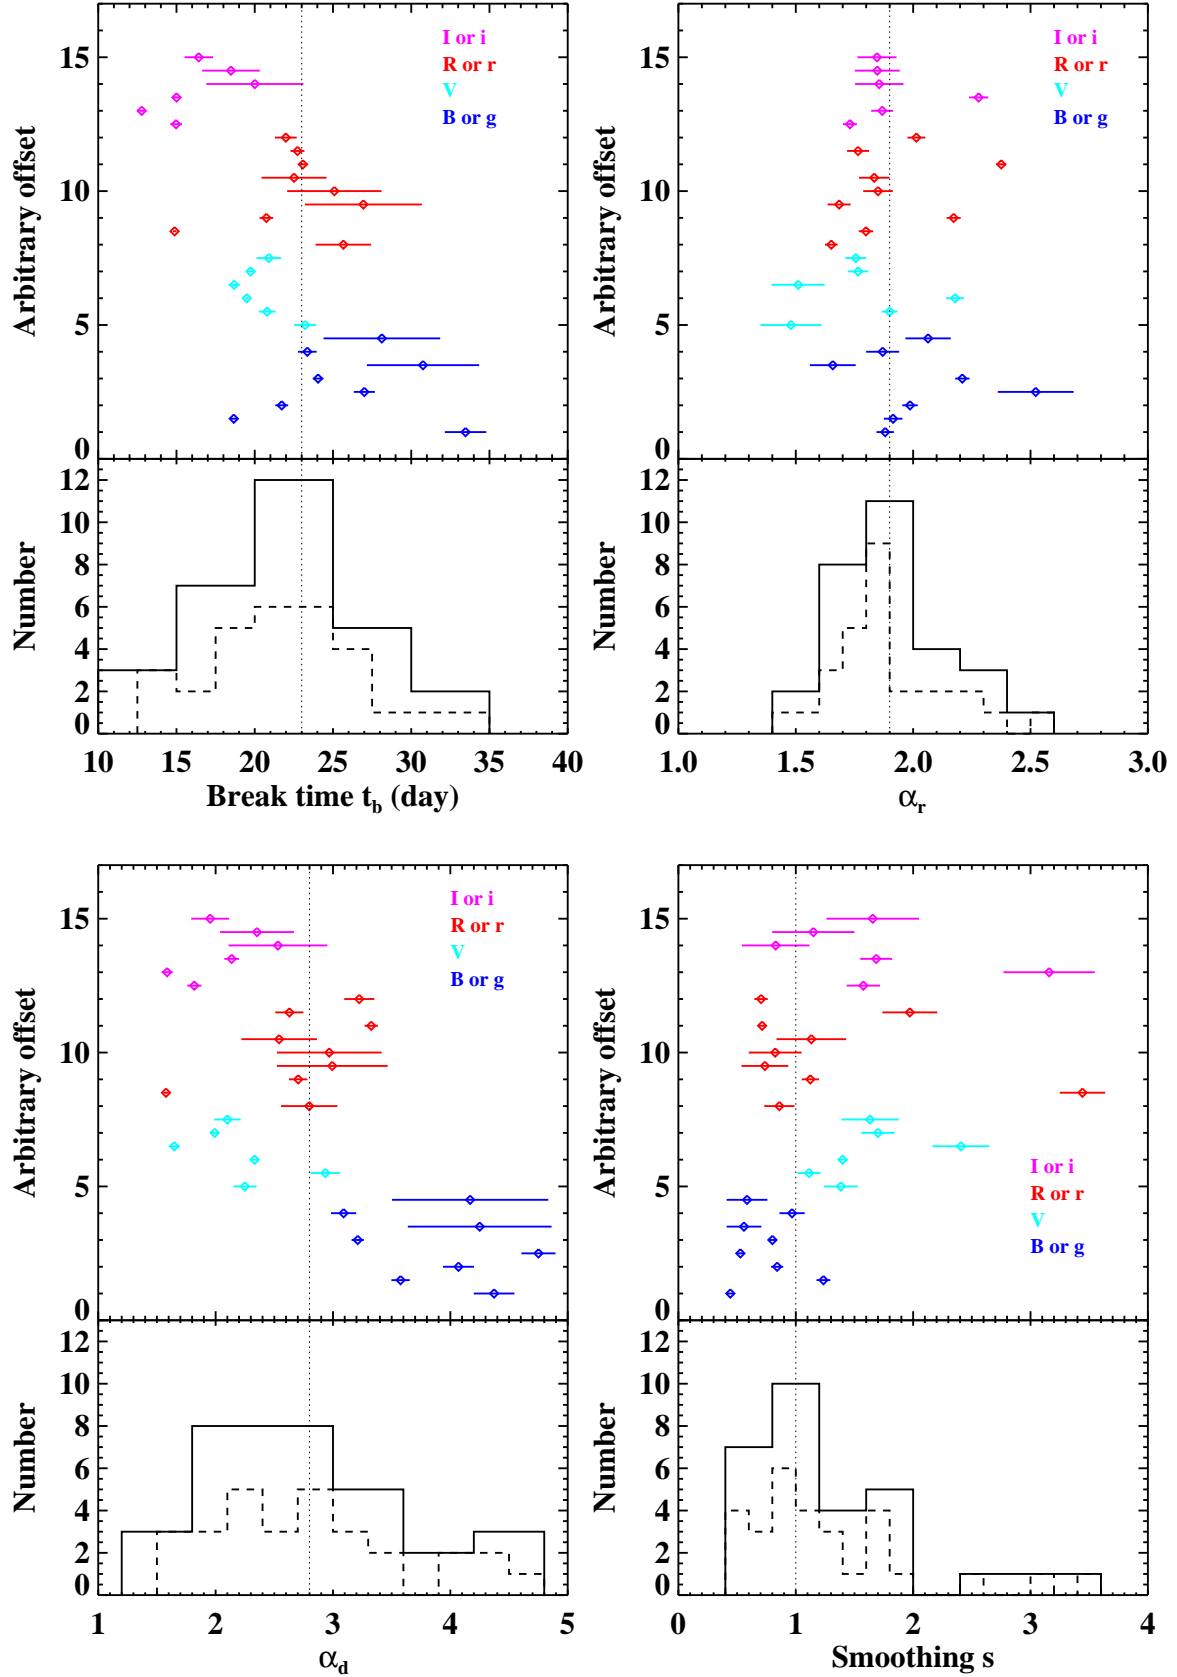 I or i
R or r
V
B or g
Arbitrary offset
15
10
5
0
Number
12
10
8
6
4
2
0
10 15 20 25 30 35 40
Break time t_b (day)
I or i
R or r
V
B or g
Arbitrary offset
15
10
5
0
Number
12
10
8
6
4
2
0
1.0 1.5 2.0 2.5 3.0
α_r
I or i
R or r
V
B or g
Arbitrary offset
15
10
5
0
Number
12
10
8
6
4
2
0
1 2 3 4 5
α_d
Arbitrary offset
15
10
5
0
I or i
R or r
V
B or g
Number
12
10
8
6
4
2
0
0 1 2 3 4
Smoothing s